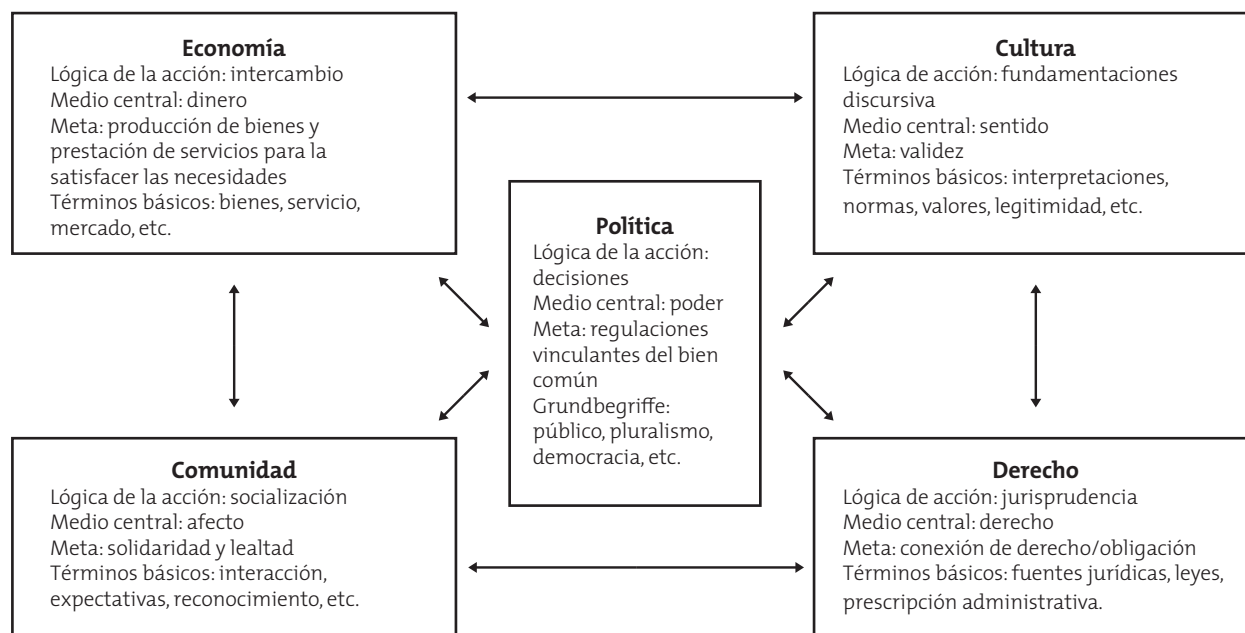 Economía
Lógica de la acción: intercambio
Medio central: dinero
Meta: producción de bienes y
prestación de servicios para la
satisfacer las necesidades
Términos básicos: bienes, servicio,
mercado, etc.
Cultura
Lógica de acción: fundamentaciones
discursiva
Medio central: sentido
Meta: validez
Términos básicos: interpretaciones,
normas, valores, legitimidad, etc.
Política
Lógica de la acción:
decisiones
Medio central: poder
Meta: regulaciones
vinculantes del bien
común
Grundbegriffe:
público, pluralismo,
democracia, etc.
Comunidad
Lógica de la acción: socialización
Medio central: afecto
Meta: solidaridad y lealtad
Términos básicos: interacción,
expectativas, reconocimiento, etc.
Derecho
Lógica de acción: jurisprudencia
Medio central: derecho
Meta: conexión de derecho/obligación
Términos básicos: fuentes jurídicas, leyes,
prescripción administrativa.